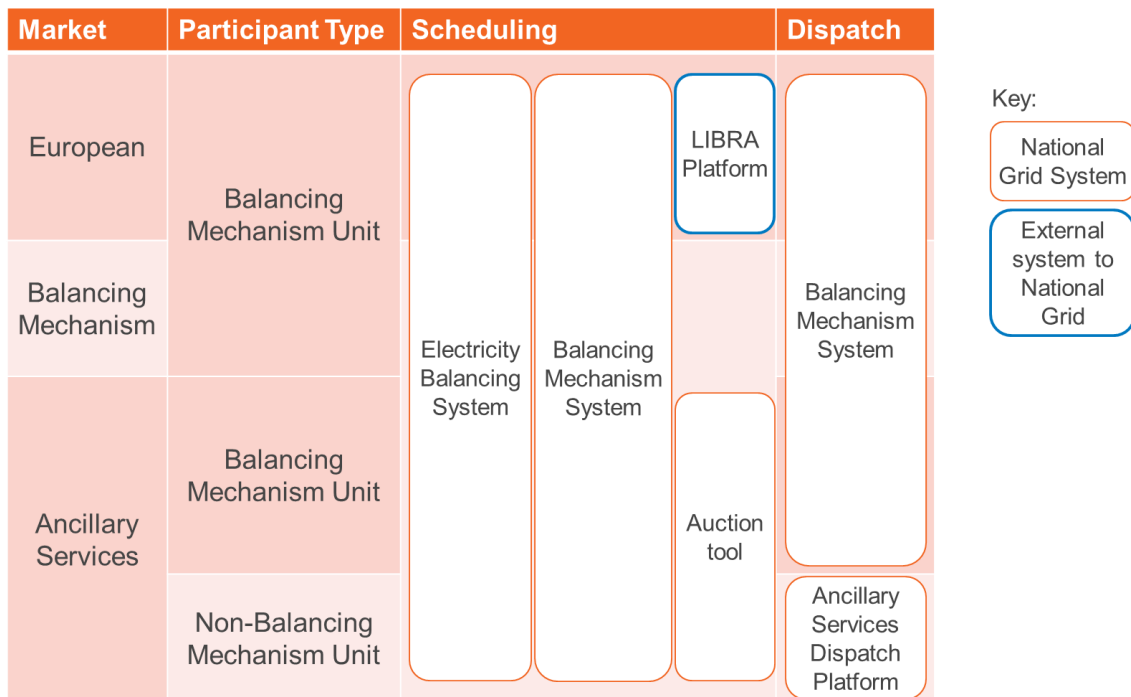 Market
Participant Type
Scheduling
Dispatch
European
Balancing
Mechanism
Ancillary
Services
Balancing
Mechanism Unit
Balancing
Mechanism Unit
Non-Balancing
Mechanism Unit
Electricity
Balancing
System
Balancing
Mechanism
System
LIBRA
Platform
Auction
tool
Balancing
Mechanism
System
Ancillary
Services
Dispatch
Platform
Key:
National
Grid System
External
system to
National
Grid